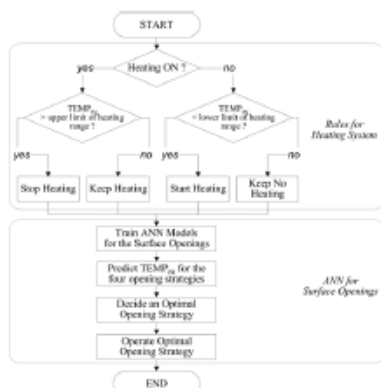 START
Heating ON ?
yes
no
TEMP
> upper limit of heating
range ?
TEMP
< lower limit of heating
range ?
Rules for
Heating System
yes
no
yes
no
Stop Heating
Keep Heating
Start Heating
Keep No
Heating
Train ANN Models
for the Surface Openings
Predict TEMP for the
four opening strategies
Decide an Optimal
Opening Strategy
Operate Optimal
Opening Strategy
ANN for
Surface Openings
END